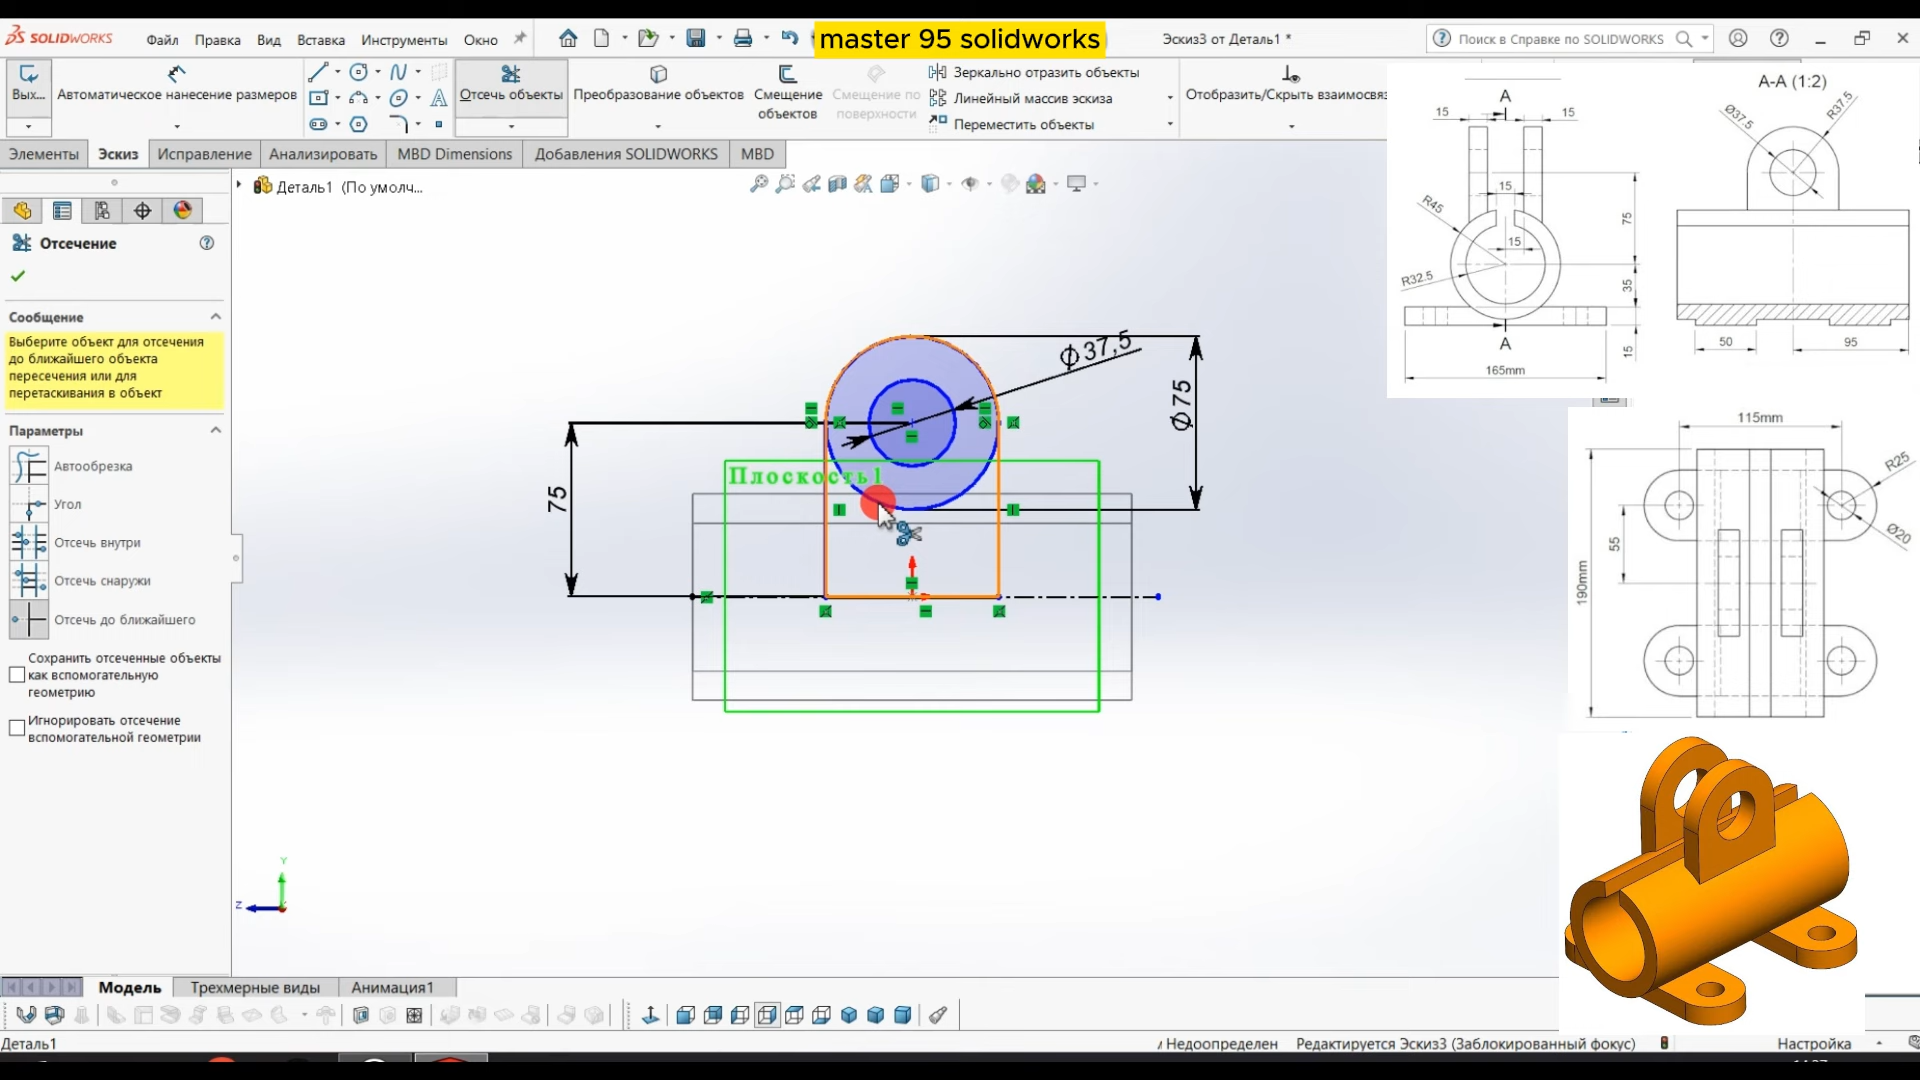 SOLIDWORKS
Файл
Правка
Вид
Вставка
Инструменты
Окно
master 95 solidworks
Эскиз3 от Деталь1 *
Поиск в Справке по SOLIDWORKS
Вых...
Автоматическое нанесение размеров
Отсечь объекты
Преобразование объектов
Смещение
объектов
Смещение по
поверхности
Зеркально отразить объекты
Линейный массив эскиза
Переместить объекты
Отобразить/Скрыть взаимосвяз
Элементы
Эскиз
Исправление
Анализировать
MBD Dimensions
Добавления SOLIDWORKS
MBD
Деталь1 (По умолч...
Отсечение
Сообщение
Выберите объект для отсечения
до ближайшего объекта
пересечения или для
перетаскивания в объект
Параметры
Автообрезка
Угол
Отсечь внутри
Отсечь снаружи
Отсечь до ближайшего
Сохранить отсеченные объекты
как вспомогательную
геометрию
Игнорировать отсечение
вспомогательной геометрии
75
Ф37,5
Ф75
Плоскость1
Y
Z
A
15
15
15
R45
15
R32.5
75
35
15
A
165mm
A-A (1:2)
Ø37.5
R37.5
50
95
115mm
R25
Ø20
55
190mm
Модель
Трехмерные виды
Анимация1
Деталь1
Недоопределен
Редактируется Эскиз3 (Заблокированный фокус)
Настройка